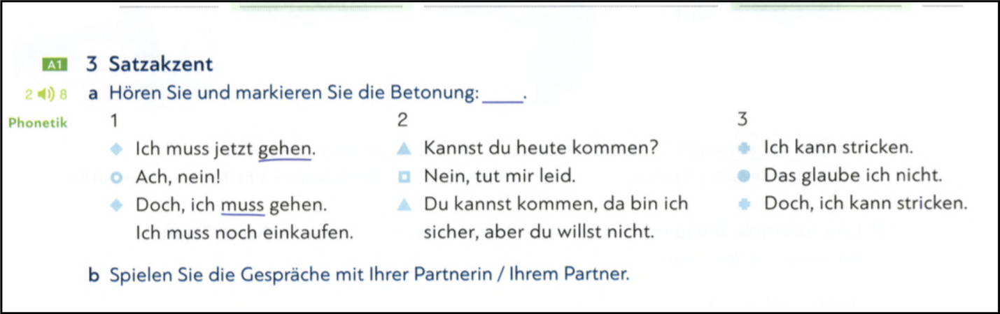 A1 3 Satzakzent
2 8 a Hören Sie und markieren Sie die Betonung:____.
Phonetik
1
Ich muss jetzt gehen.
Ach, nein!
Doch, ich muss gehen.
Ich muss noch einkaufen.
2
Kannst du heute kommen?
Nein, tut mir leid.
Du kannst kommen, da bin ich
sicher, aber du willst nicht.
3
Ich kann stricken.
Das glaube ich nicht.
Doch, ich kann stricken.
b Spielen Sie die Gespräche mit Ihrer Partnerin / Ihrem Partner.